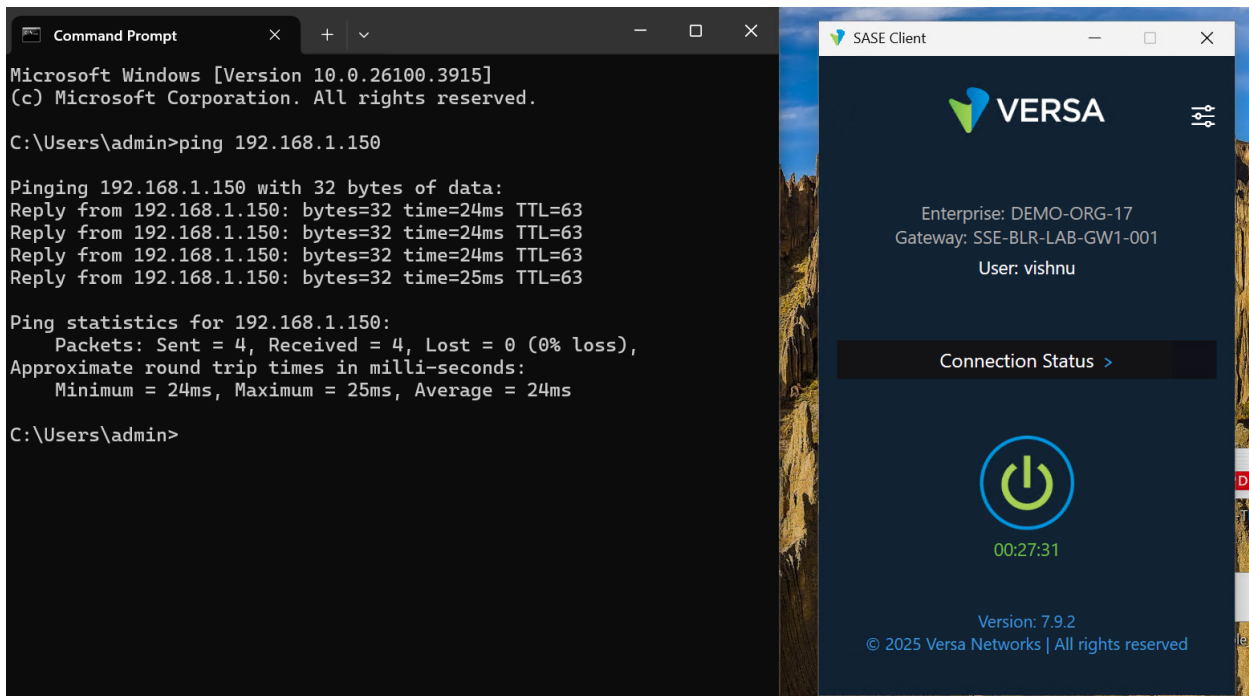 Command Prompt
Microsoft Windows [Version 10.0.26100.3915]
(c) Microsoft Corporation. All rights reserved.
C:\Users\admin>ping 192.168.1.150
Pinging 192.168.1.150 with 32 bytes of data:
Reply from 192.168.1.150: bytes=32 time=24ms TTL=63
Reply from 192.168.1.150: bytes=32 time=24ms TTL=63
Reply from 192.168.1.150: bytes=32 time=24ms TTL=63
Reply from 192.168.1.150: bytes=32 time=25ms TTL=63
Ping statistics for 192.168.1.150:
    Packets: Sent = 4, Received = 4, Lost = 0 (0% loss),
Approximate round trip times in milli-seconds:
    Minimum = 24ms, Maximum = 25ms, Average = 24ms
C:\Users\admin>
SASE Client
VERSA
Enterprise: DEMO-ORG-17
Gateway: SSE-BLR-LAB-GW1-001
User: vishnu
Connection Status >
00:27:31
Version: 7.9.2
© 2025 Versa Networks | All rights reserved